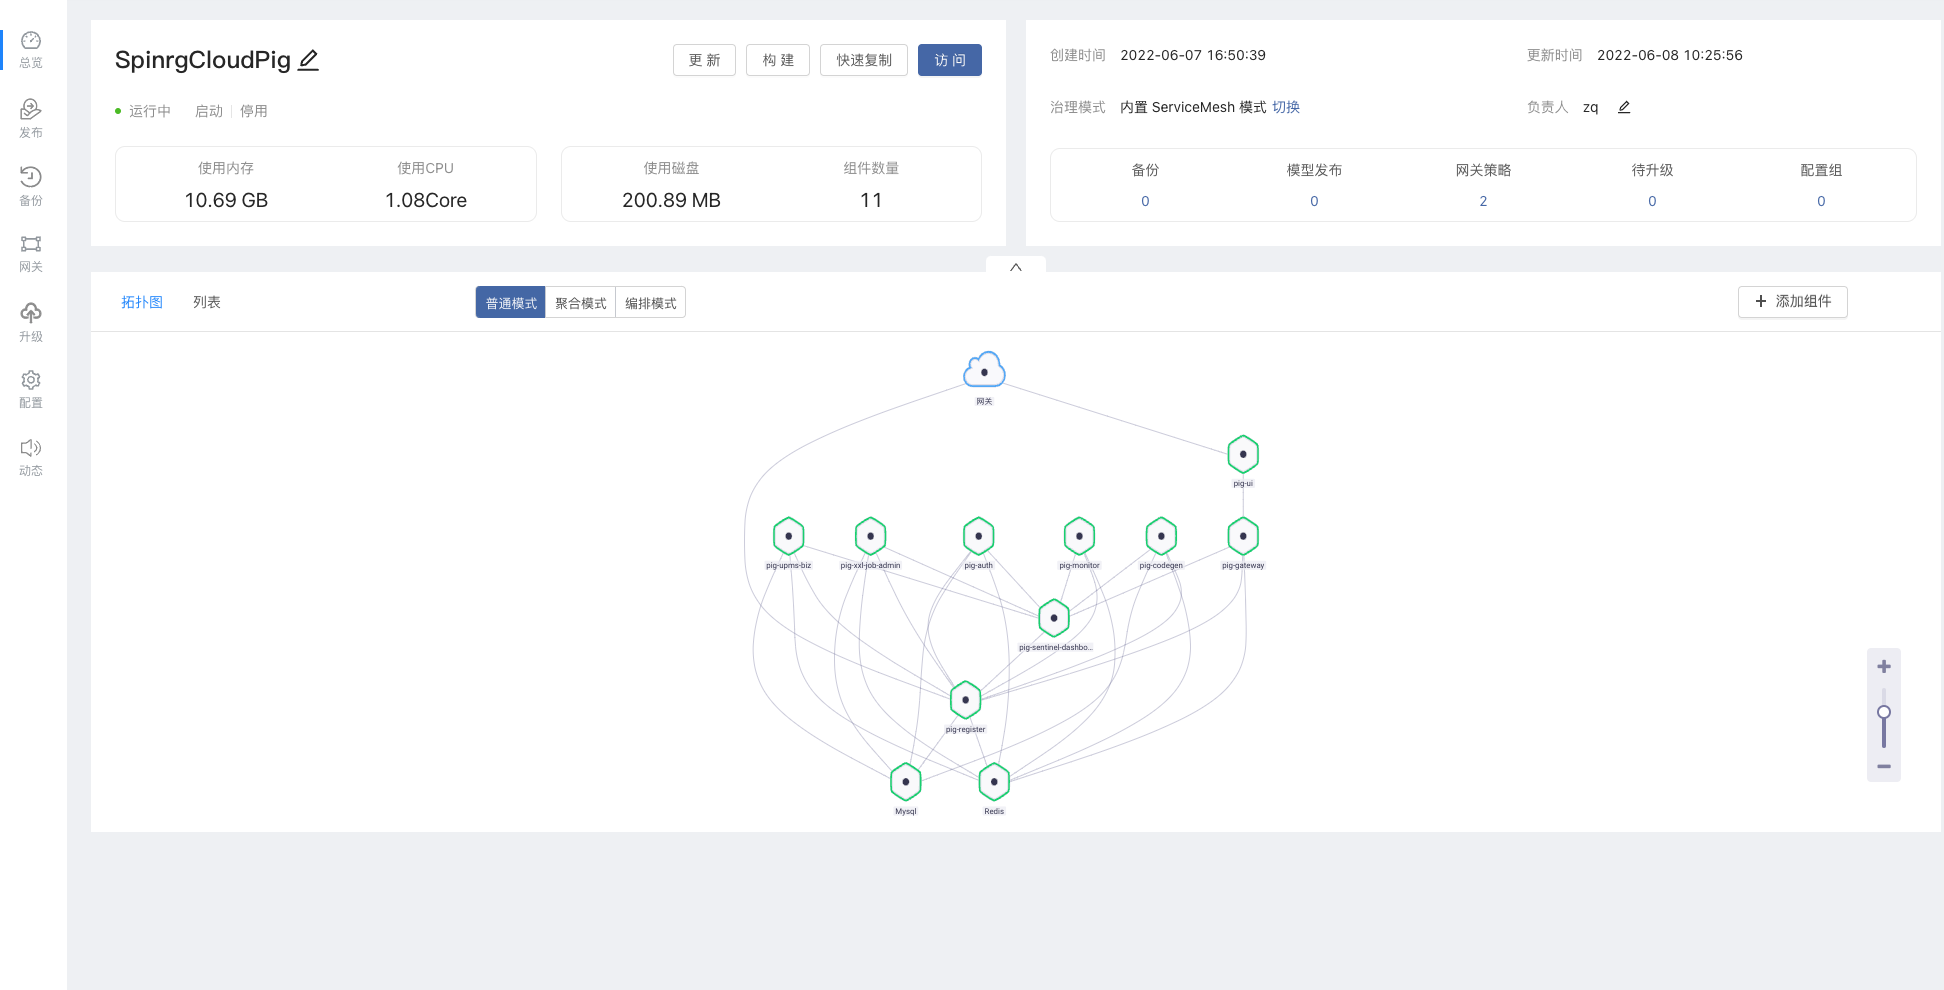 总览
发布
备份
网关
升级
配置
动态
SpinrgCloudPig
更 新
构 建
快速复制
访 问
运行中
启动
停用
使用内存
使用CPU
10.69 GB
1.08Core
使用磁盘
组件数量
200.89 MB
11
创建时间 2022-06-07 16:50:39
更新时间 2022-06-08 10:25:56
治理模式 内置 ServiceMesh 模式 切换
负责人 zq
备份
模型发布
网关策略
待升级
配置组
0
0
2
0
0
拓扑图
列表
普通模式
聚合模式
编排模式
添加组件
网关
pig-ui
pig-upms-biz
pig-xxl-job-admin
pig-auth
pig-monitor
pig-codegen
pig-gateway
pig-sentinel-dashbo...
pig-register
Mysql
Redis